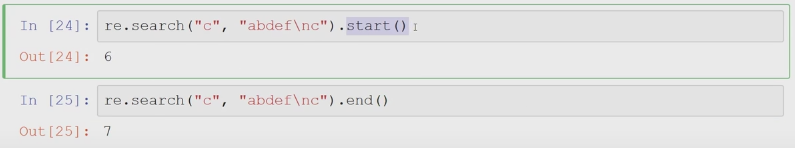 In [24]: re.search("c", "abdef\nc").start()
Out[24]: 6
In [25]: re.search("c", "abdef\nc").end()
Out[25]: 7